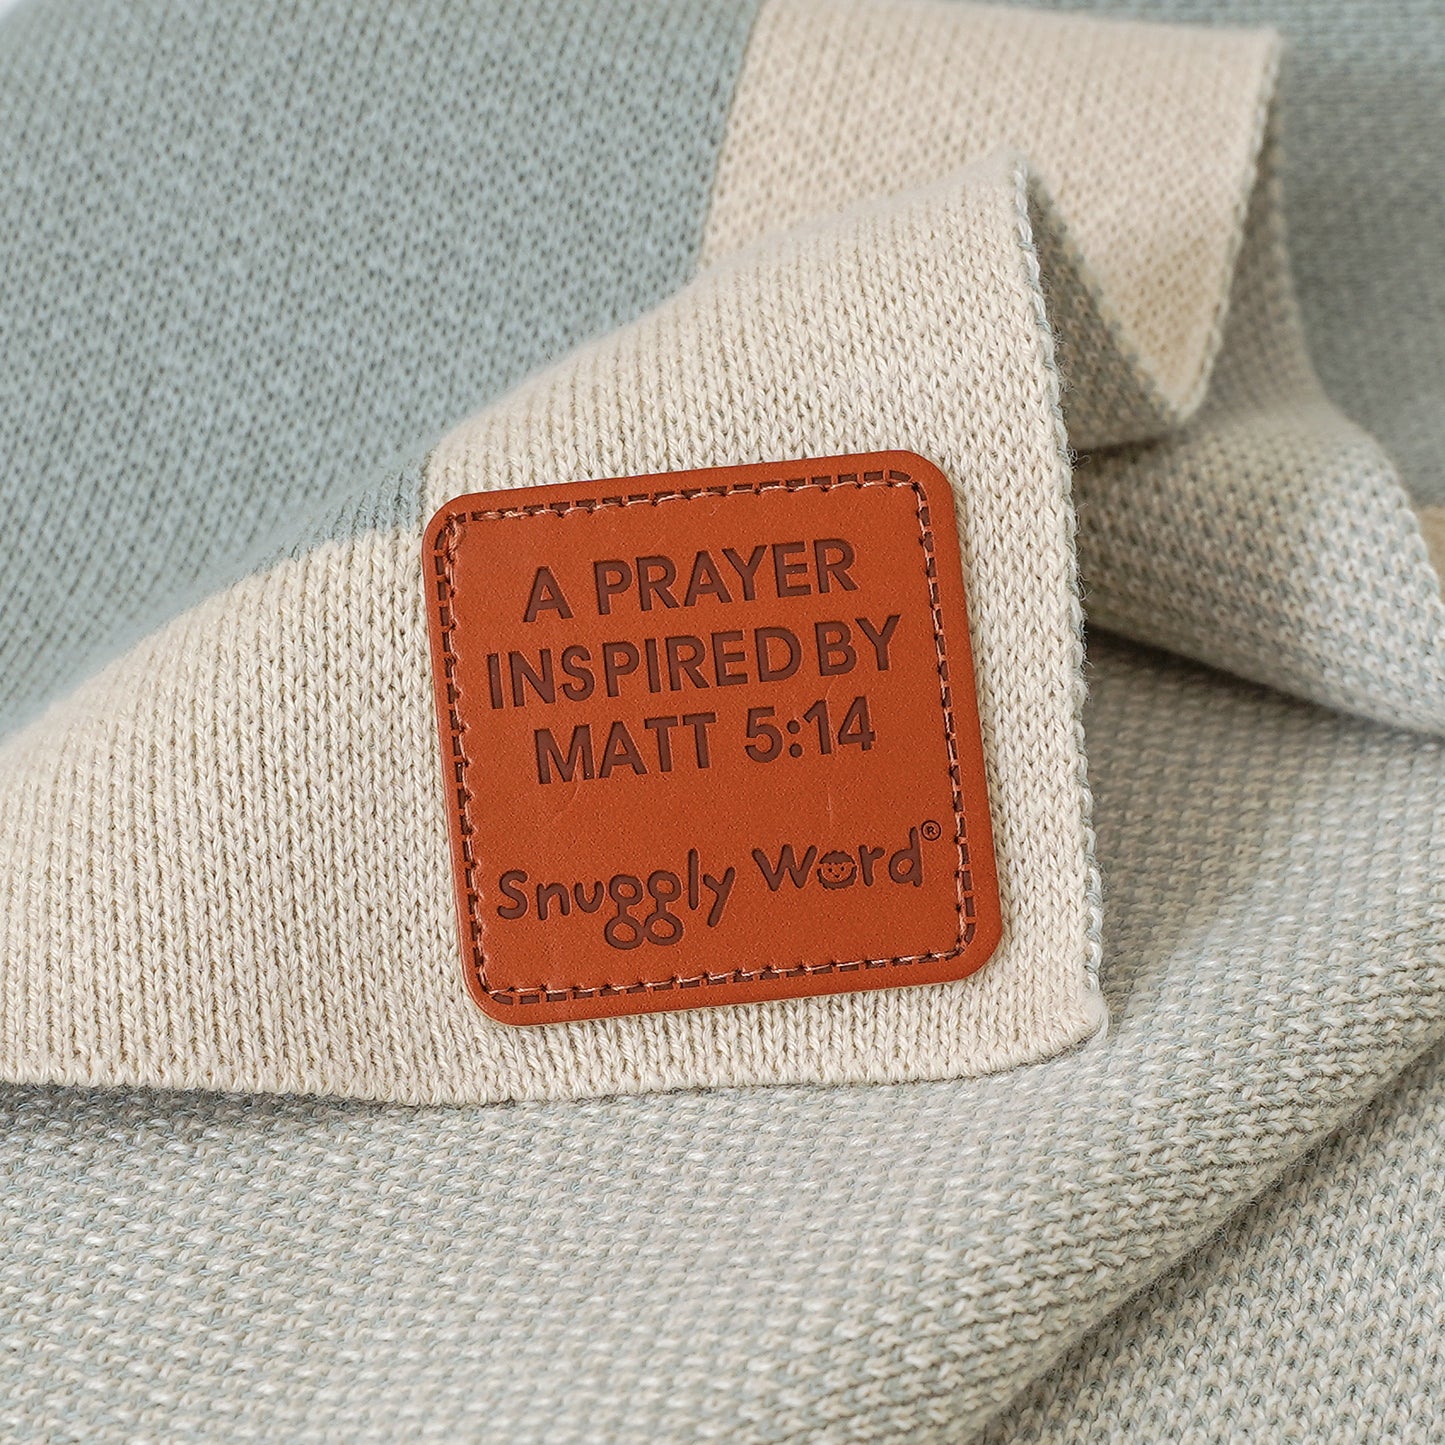 A PRAYER
INSPIRED BY
MATT 5:14
Snuggly Word®